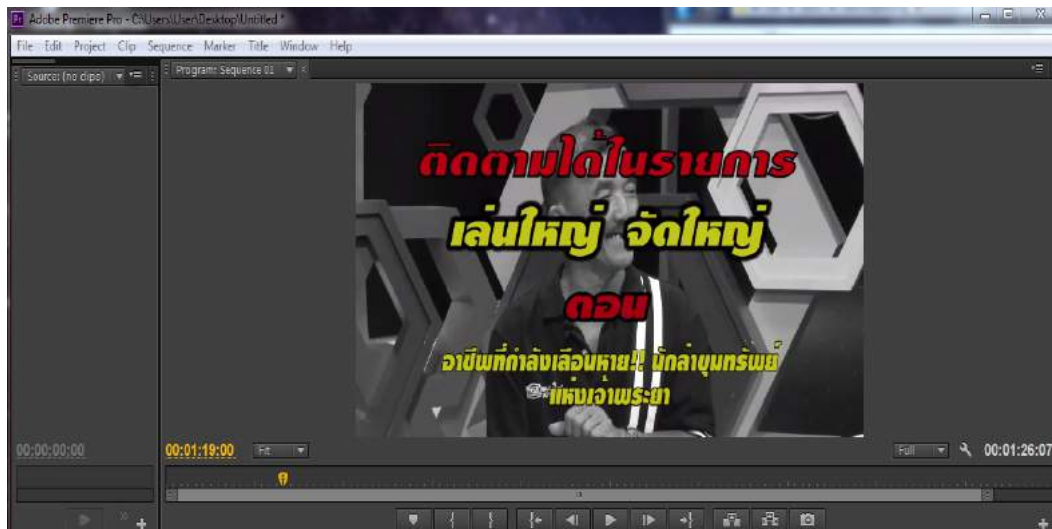 Adobe Premiere Pro - C:\Users\User\Desktop\Untitled *
File Edit Project Clip Sequence Marker Title Window Help
Source: (no clips)
Program: Sequence 01
ติดตามได้ในรายการ
เล่นใหญ่ จัดใหญ่
ตอน
อาชีพที่กำลังเลือนหาย!! นักล่าขุมทรัพย์
แห่งเจ้าพระยา
00:00:00:00
00:01:19:00 Fit Full 00:01:26:07